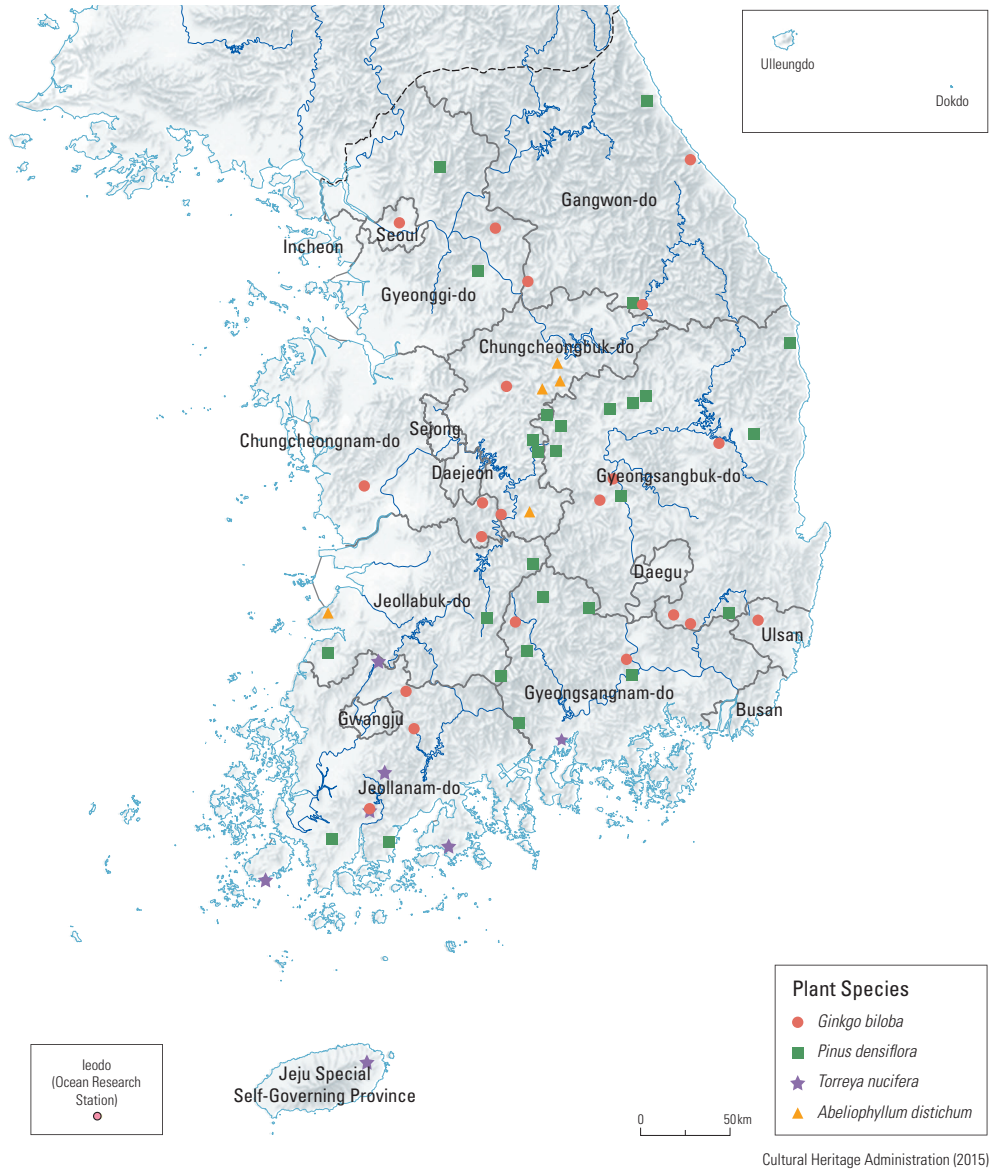 Ulleungdo
Dokdo
Gangwon-do
Seoul
Incheon
Gyeonggi-do
Chungcheongbuk-do
Sejong
Chungcheongnam-do
Daejeon
Gyeongsangbuk-do
Daegu
Jeollabuk-do
Ulsan
Gyeongsangnam-do
Busan
Gwangju
Jeollanam-do
Plant Species
Ginkgo biloba
Pinus densiflora
Torreya nucifera
Abeliophyllum distichum
Ieodo
(Ocean Research
Station)
Jeju Special
Self-Governing Province
0 50km
Cultural Heritage Administration (2015)